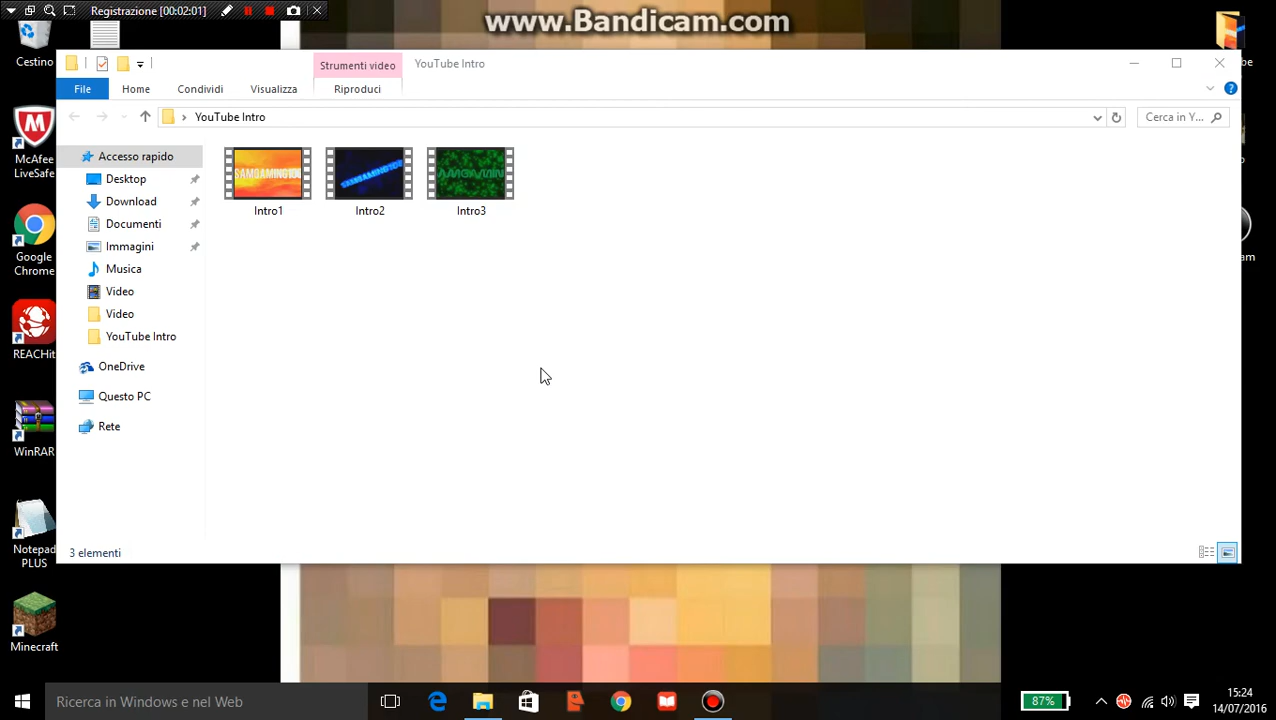 Registrazione [00:02:01]
www.Bandicam.com
Cestino
Strumenti video
YouTube Intro
File
Home
Condividi
Visualizza
Riproduci
YouTube Intro
Cerca in Y...
McAfee
LiveSafe
Accesso rapido
Desktop
Download
Documenti
Immagini
Musica
Video
Video
YouTube Intro
OneDrive
Questo PC
Rete
Intro1
Intro2
Intro3
Google
Chrome
REACHit
WinRAR
Notepad
PLUS
3 elementi
Minecraft
Ricerca in Windows e nel Web
87%
15:24
14/07/2016